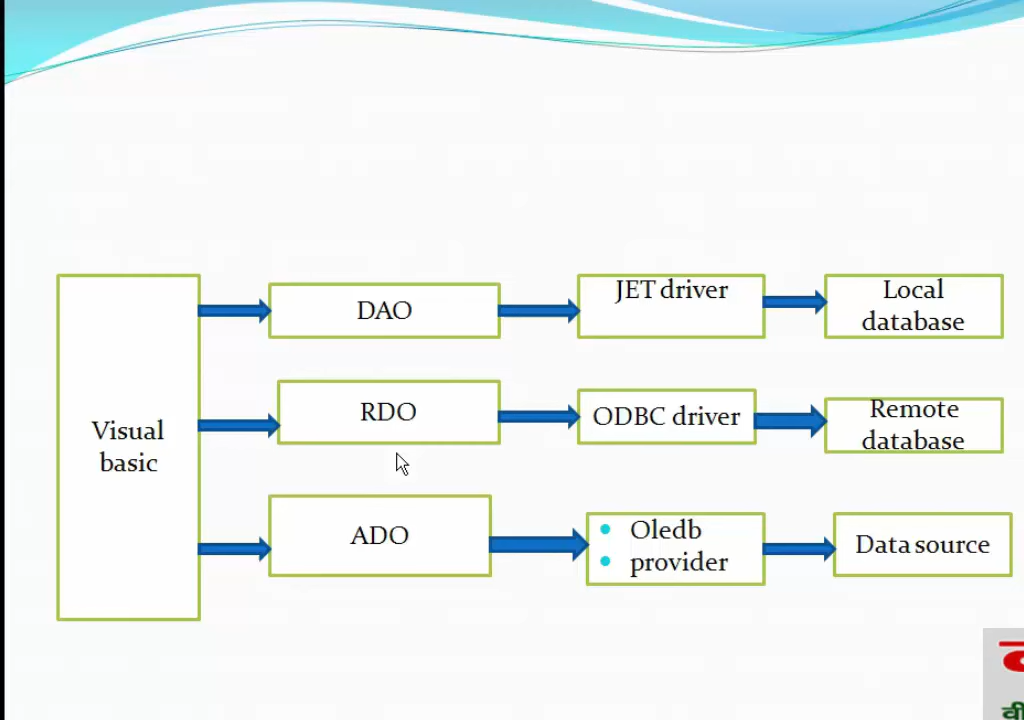 DAO
JET driver
Local
database
Visual
basic
RDO
ODBC driver
Remote
database
ADO
• Oledb
• provider
Data source